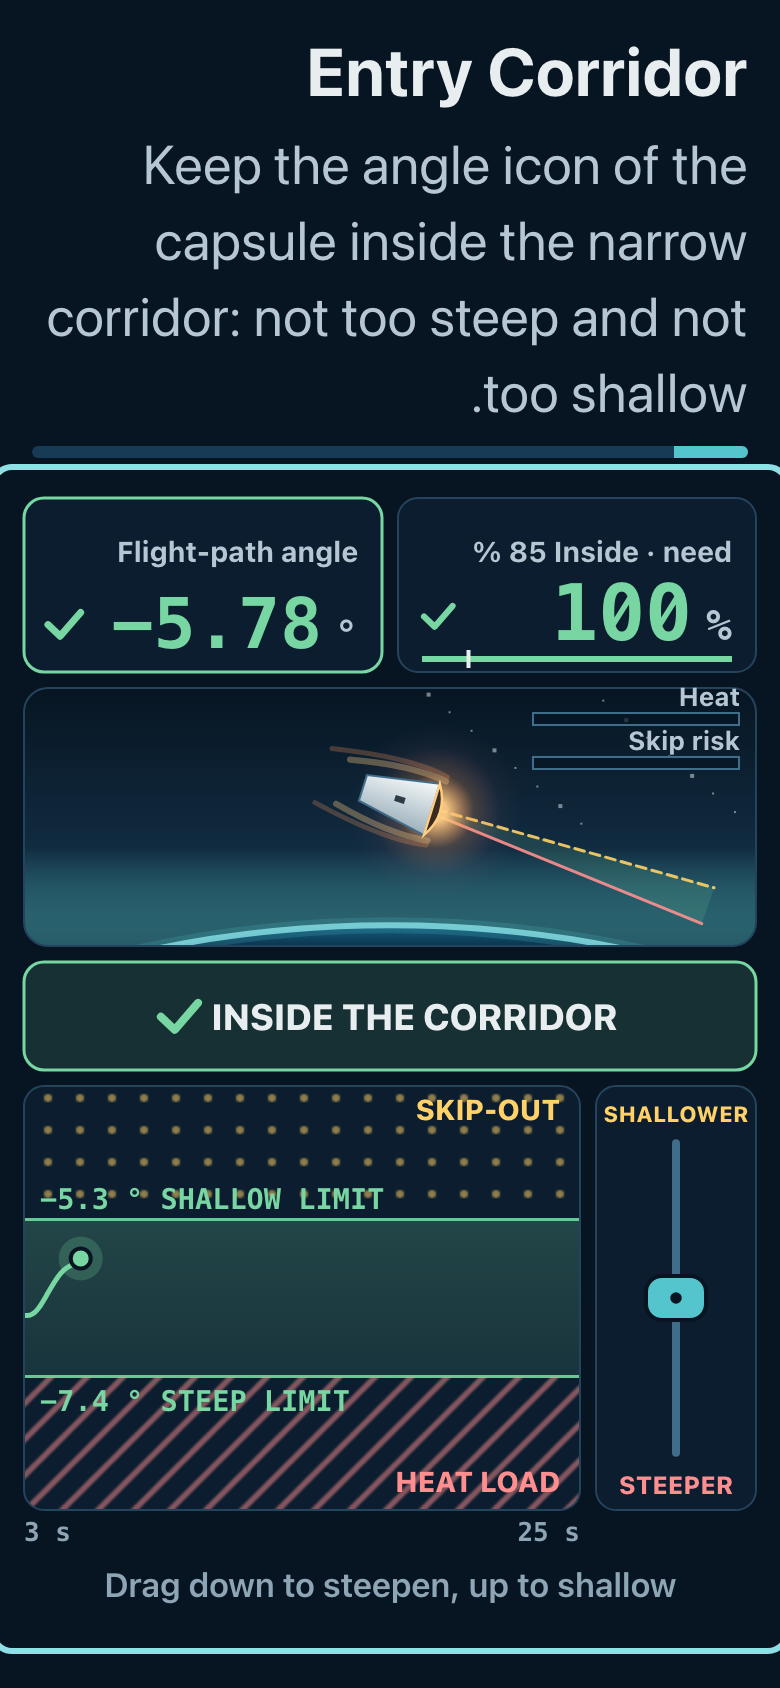 Entry Corridor
Keep the angle icon of the
capsule inside the narrow
corridor: not too steep and not
.too shallow
Flight-path angle
−5.78 °
% 85 Inside · need
100 %
Heat
Skip risk
INSIDE THE CORRIDOR
SKIP-OUT
−5.3 ° SHALLOW LIMIT
−7.4 ° STEEP LIMIT
HEAT LOAD
SHALLOWER
STEEPER
3 s
25 s
Drag down to steepen, up to shallow